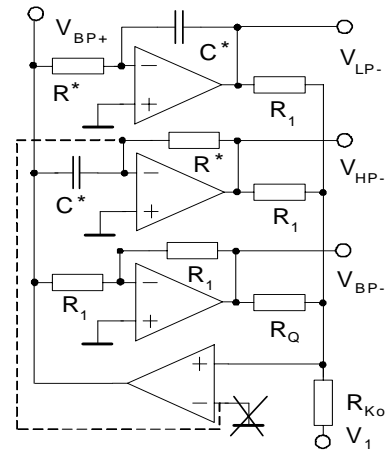 V_BP+
C*
−
+
V_LP-
R*
R_1
R*
V_HP-
−
+
C*
R_1
R_1
V_BP-
−
+
R_1
R_Q
+
−
R_Ko
V_1